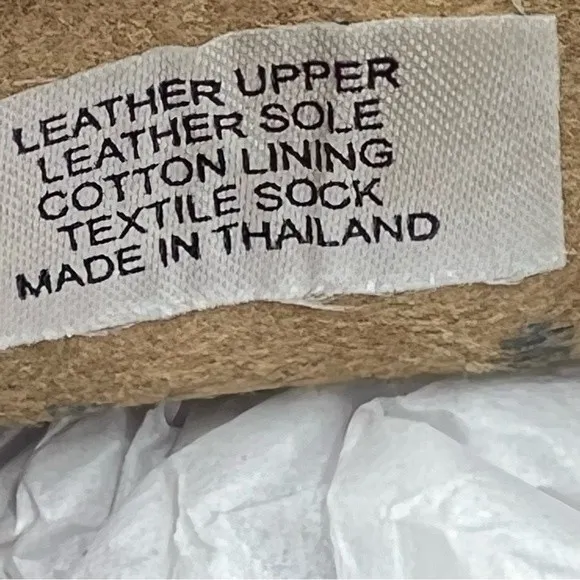 LEATHER UPPER
LEATHER SOLE
COTTON LINING
TEXTILE SOCK
MADE IN THAILAND